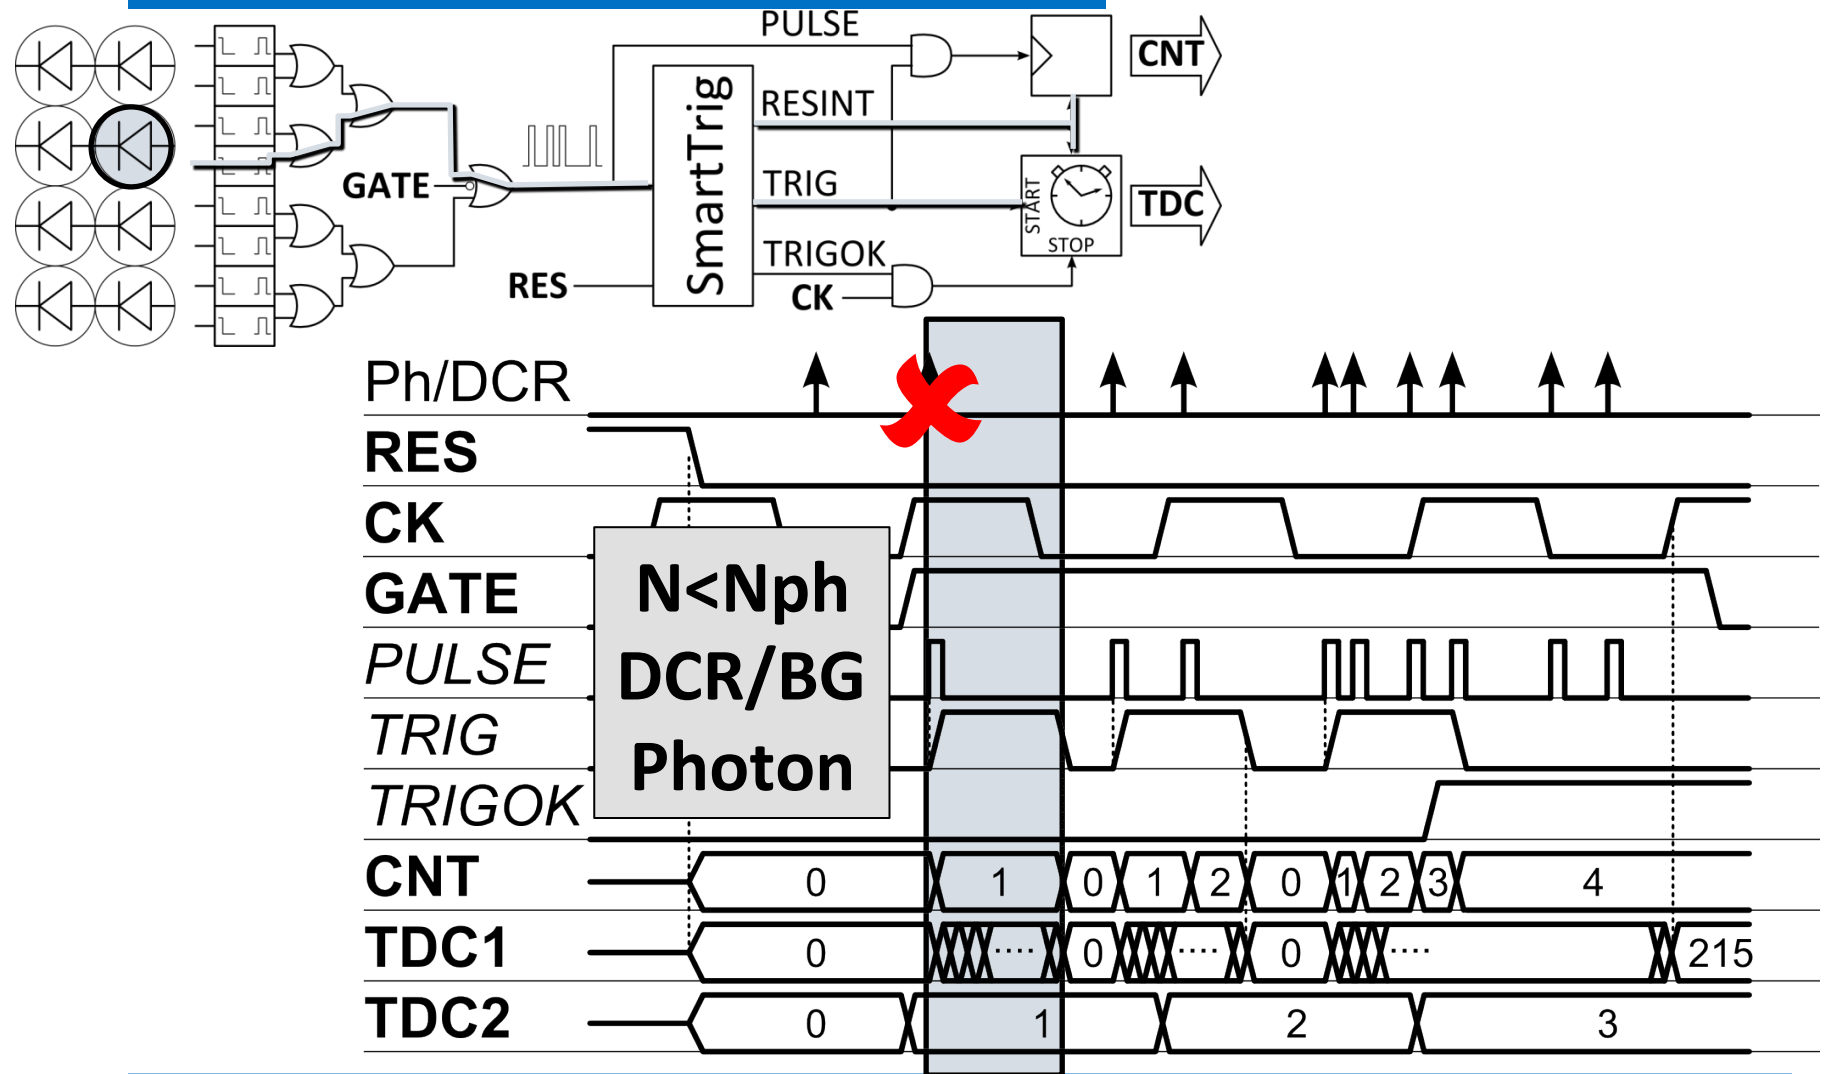 PULSE
CNT
RESINT
SmartTrig
GATE
TRIG
START
STOP
TDC
TRIGOK
RES
CK
Ph/DCR
RES
CK
GATE
PULSE
TRIG
TRIGOK
N<Nph
DCR/BG
Photon
CNT 0 1 0 1 2 0 1 2 3 4
TDC1 0 .... 0 .... 0 .... 215
TDC2 0 1 2 3